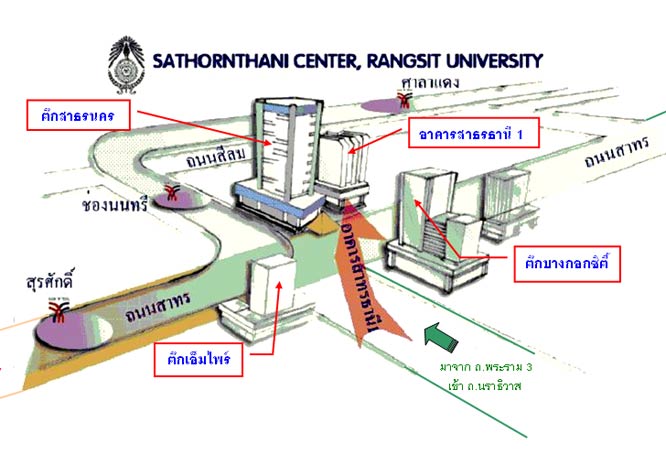 SATHORNTHANI CENTER, RANGSIT UNIVERSITY
ศาลาแดง
ตึกสาธรนคร
อาคารสาธรธานี 1
ถนนสีลม
ถนนสาทร
ช่องนนทรี
อาคารสาทรธานี1
ตึกบางกอกซิตี้
สุรศักดิ์
ถนนสาทร
ตึกเอ็มไพร์
มาจาก ถ.พระราม 3
เข้า ถ.นราธิวาส